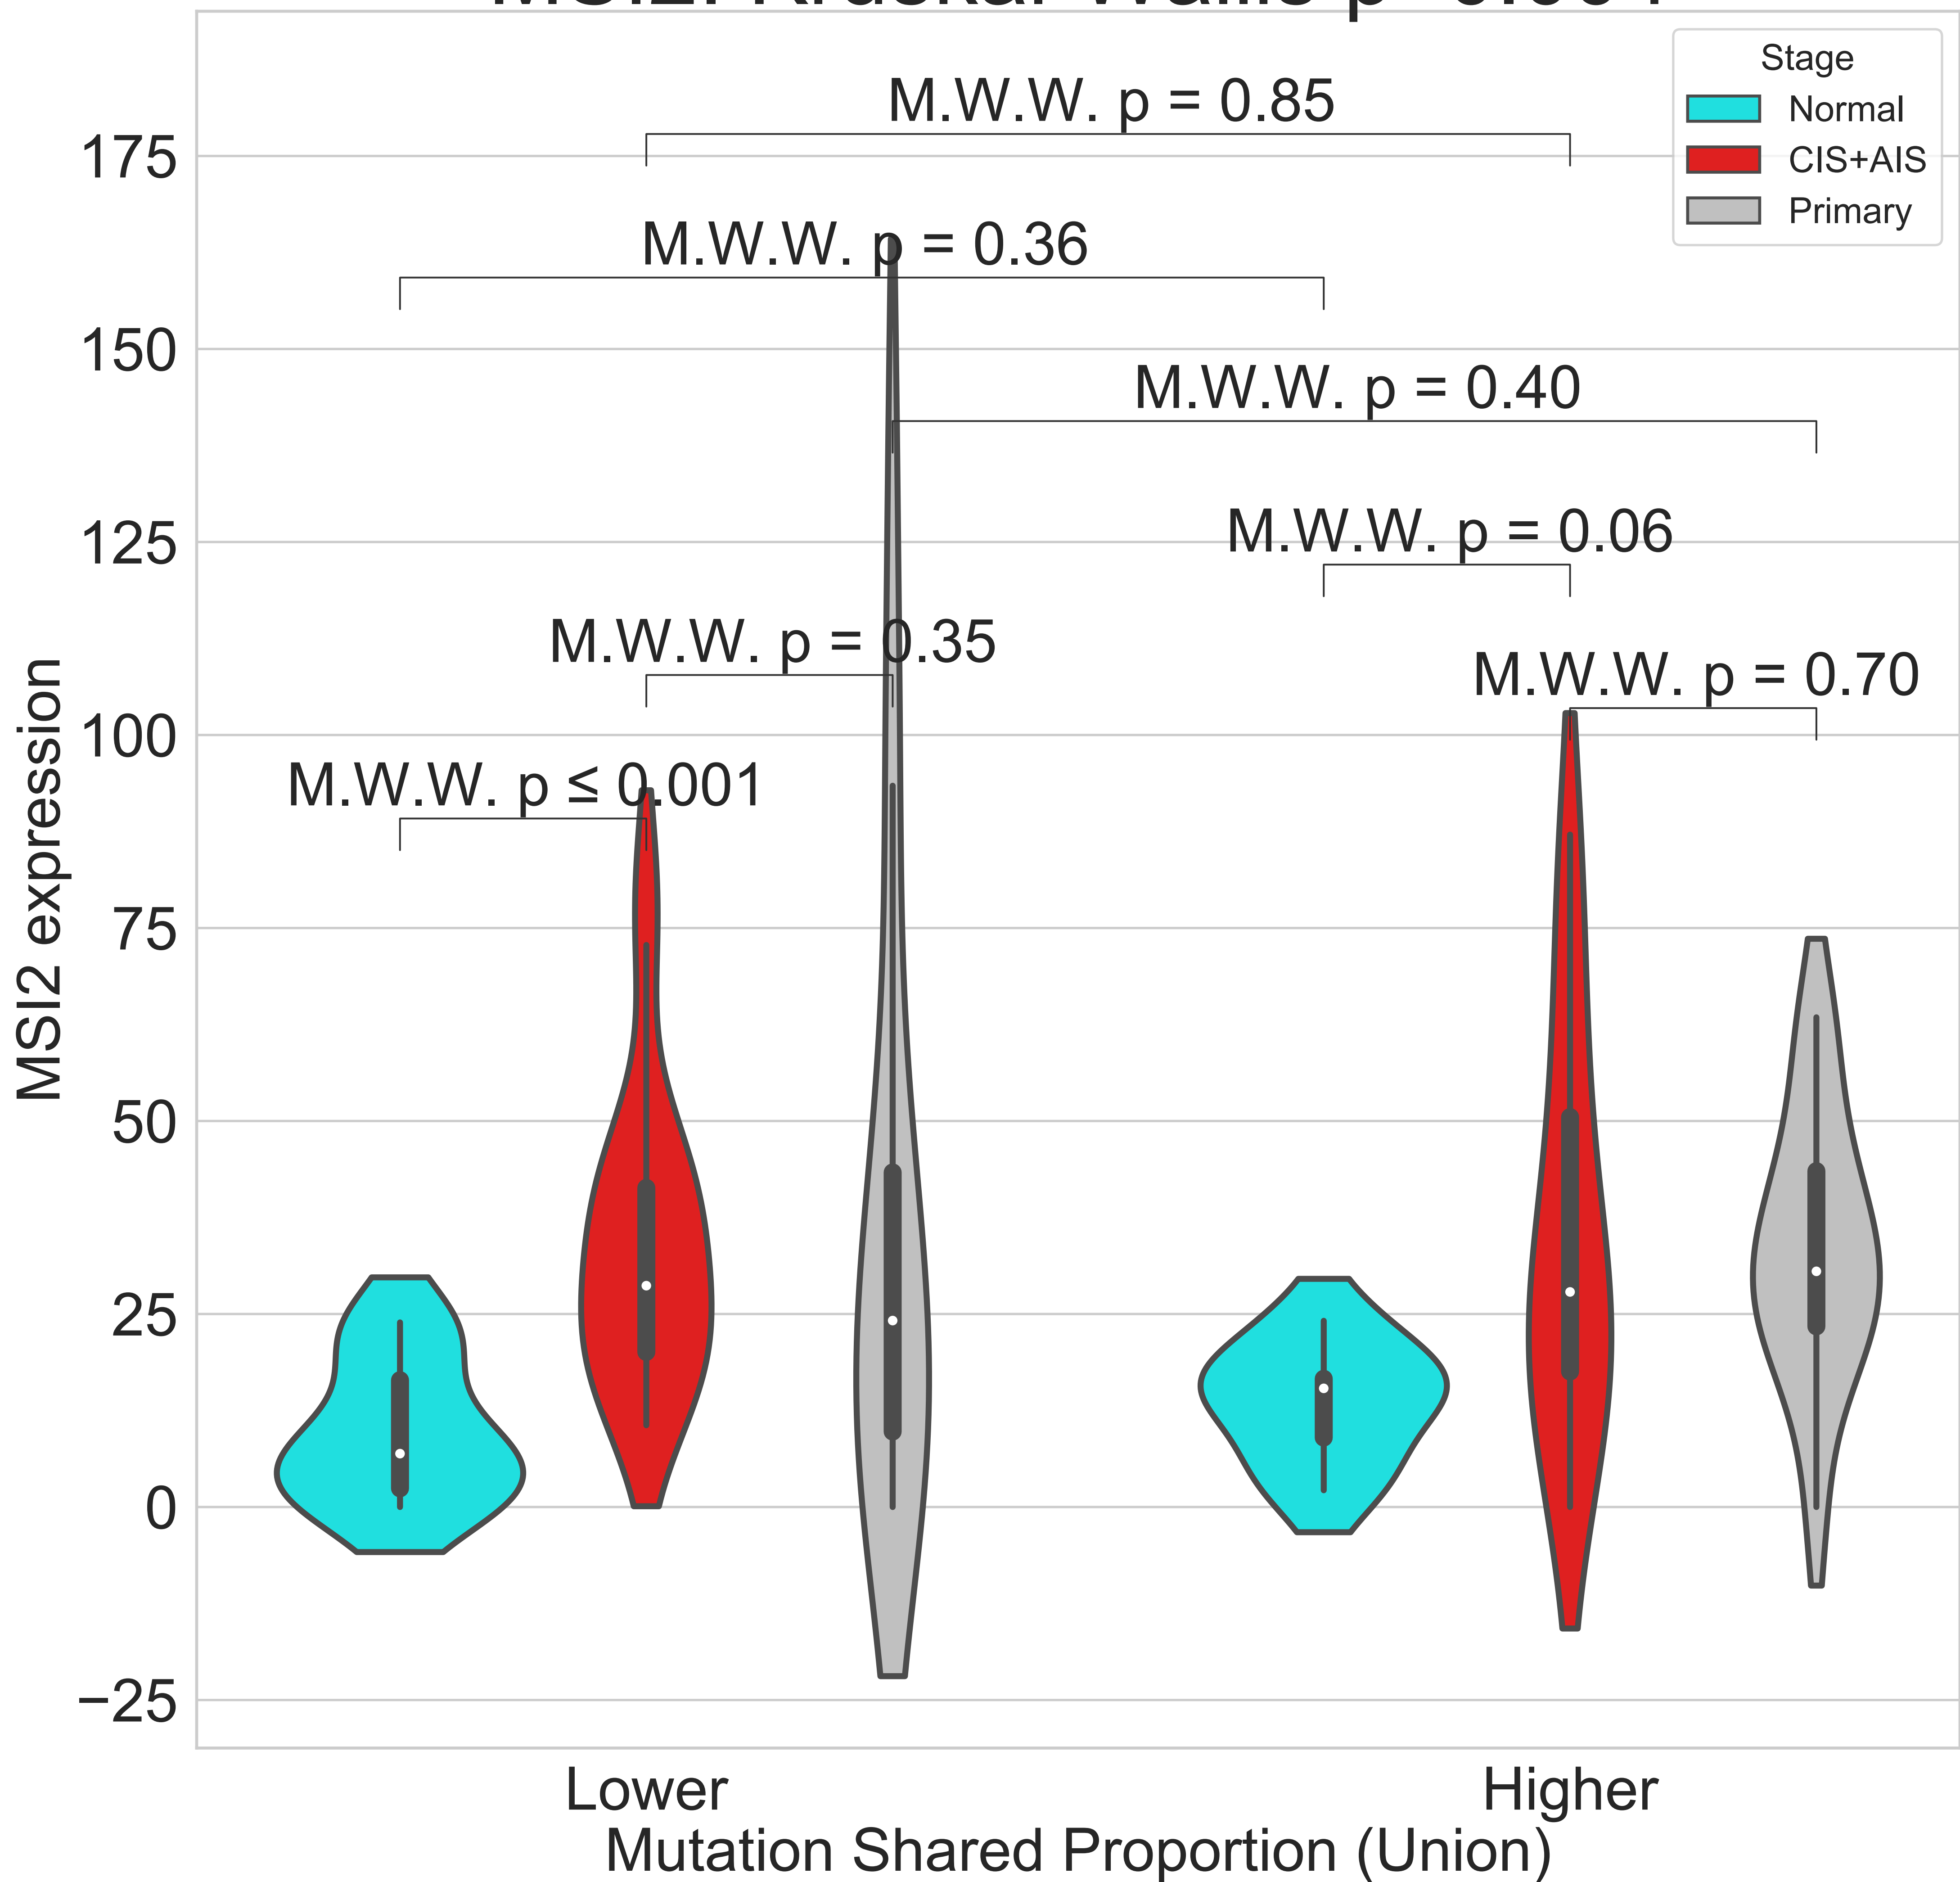 Stage
Normal
CIS+AIS
Primary
M.W.W. p = 0.85
M.W.W. p = 0.36
M.W.W. p = 0.40
M.W.W. p = 0.06
M.W.W. p = 0.35
M.W.W. p = 0.70
M.W.W. p ≤ 0.001
175
150
125
100
75
50
25
0
−25
MSI2 expression
Lower
Higher
Mutation Shared Proportion (Union)